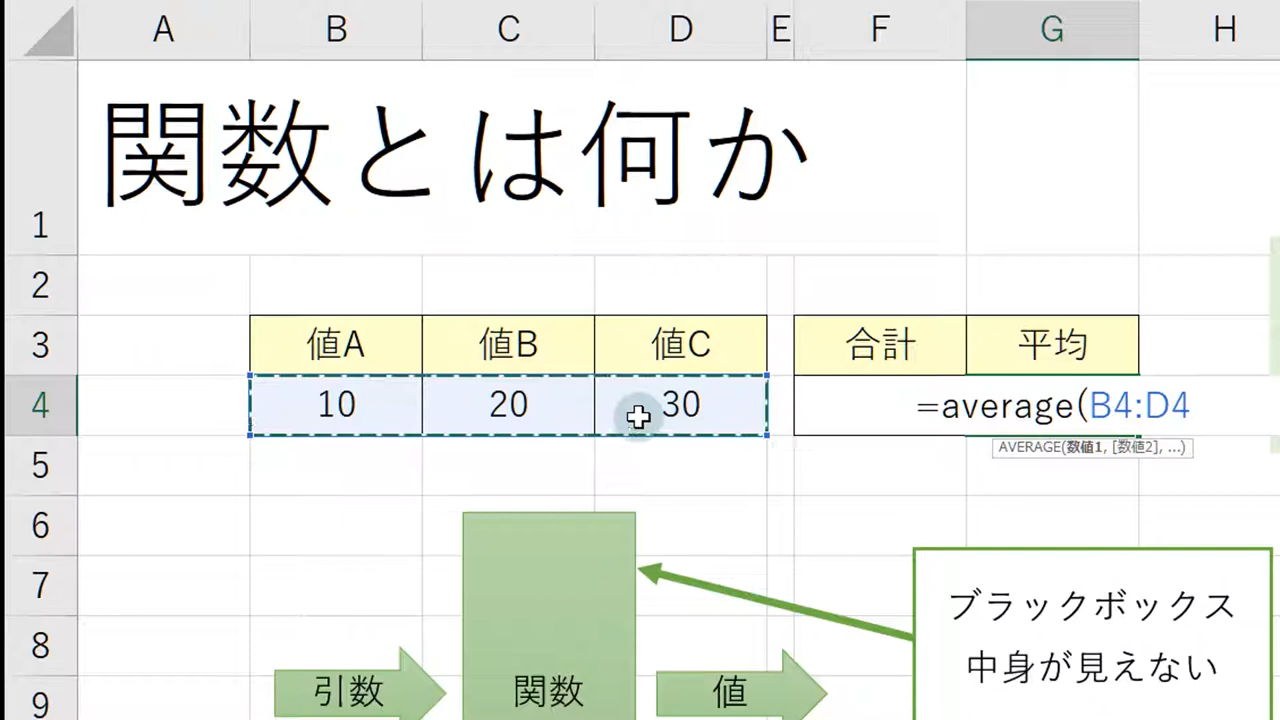 A B C D E F G H
1 関数とは何か
2
3 値A 値B 値C 合計 平均
4 10 20 30 =average(B4:D4
AVERAGE(数値1, [数値2], ...)
5
6
7 ブラックボックス
8 中身が見えない
9 引数 関数 値